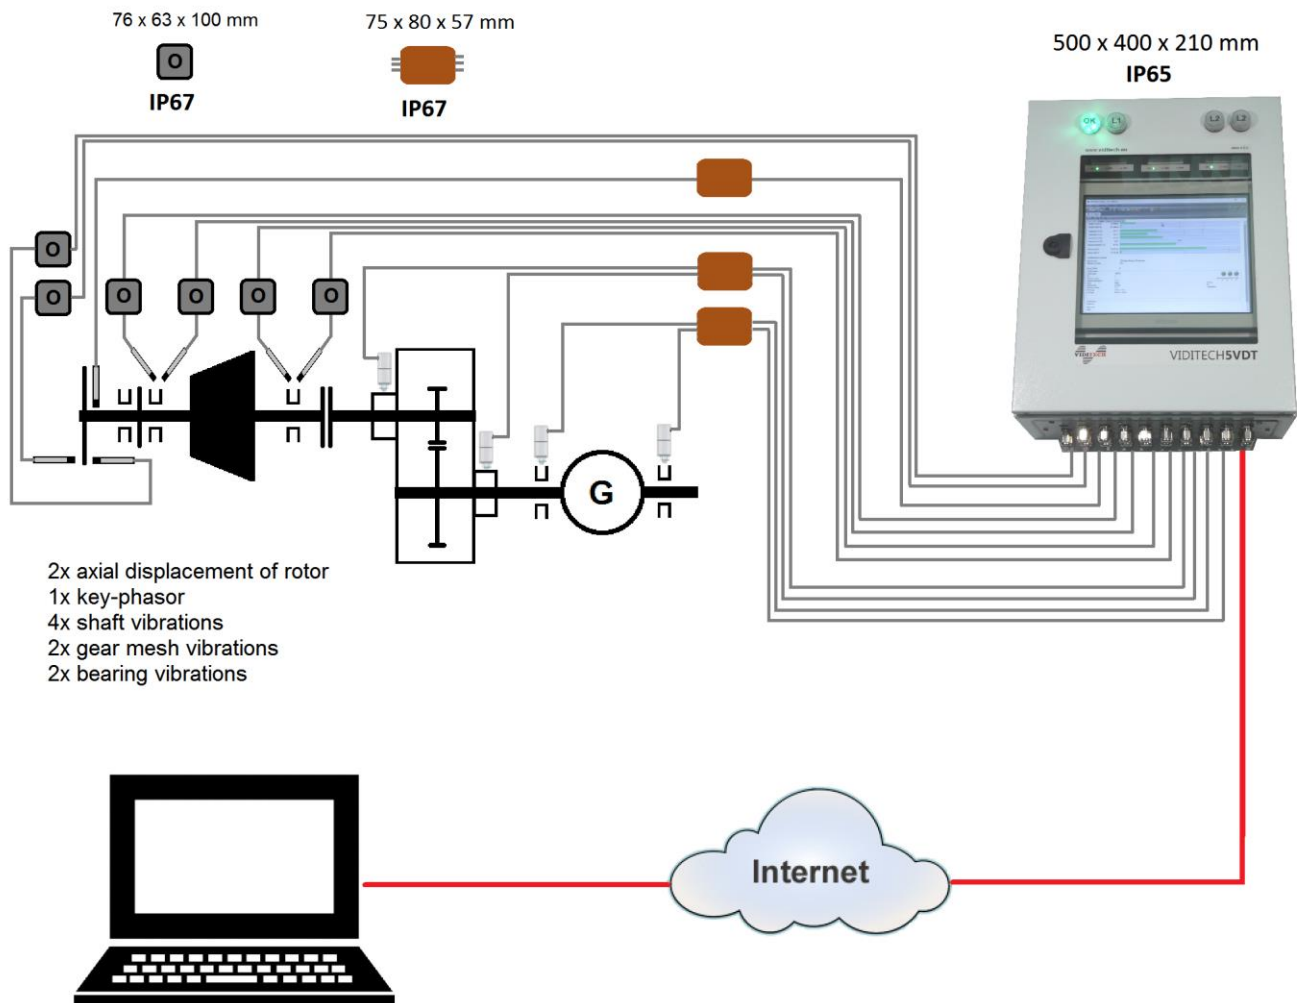 76 x 63 x 100 mm
75 x 80 x 57 mm
500 x 400 x 210 mm
IP65
O
IP67
IP67
OK
L1
L2
L2
O
O
O
O
O
O
VIDITECH
VIDITECH5VDT
G
2x axial displacement of rotor
1x key-phasor
4x shaft vibrations
2x gear mesh vibrations
2x bearing vibrations
Internet